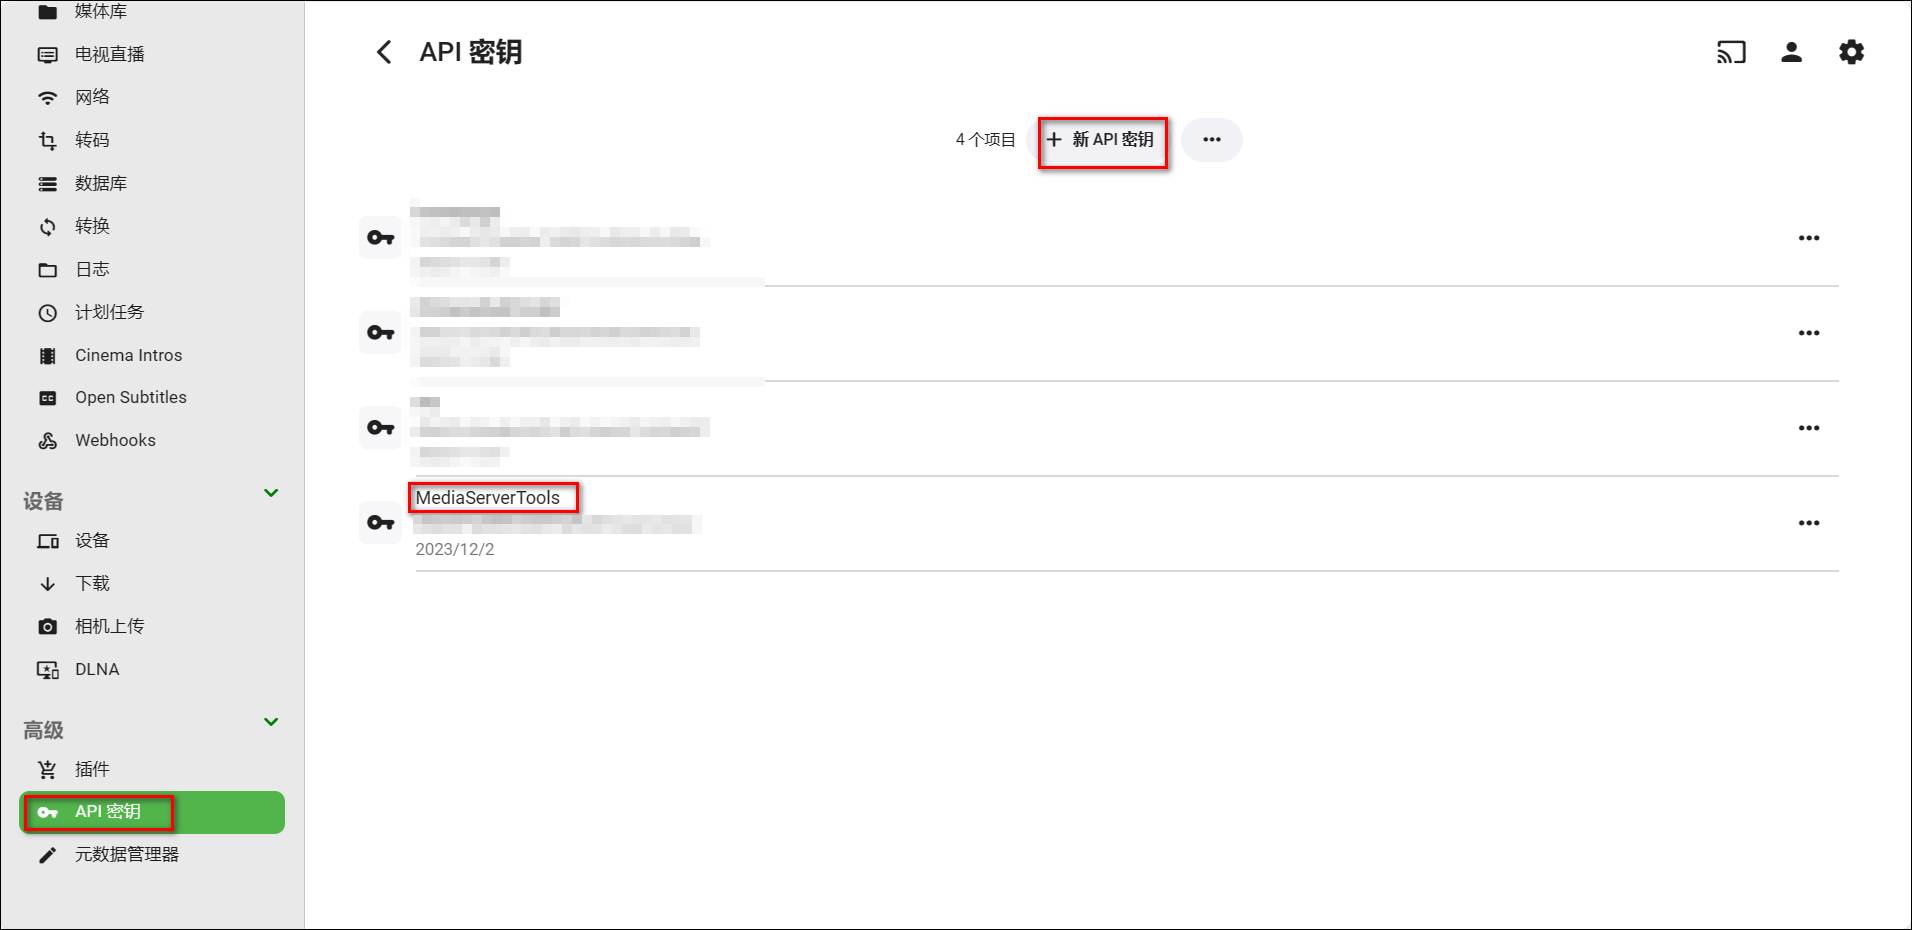 媒体库
电视直播
网络
转码
数据库
转换
日志
计划任务
Cinema Intros
Open Subtitles
Webhooks
设备
设备
下载
相机上传
DLNA
高级
插件
API 密钥
元数据管理器
API 密钥
4 个项目
新 API 密钥
MediaServerTools
2023/12/2